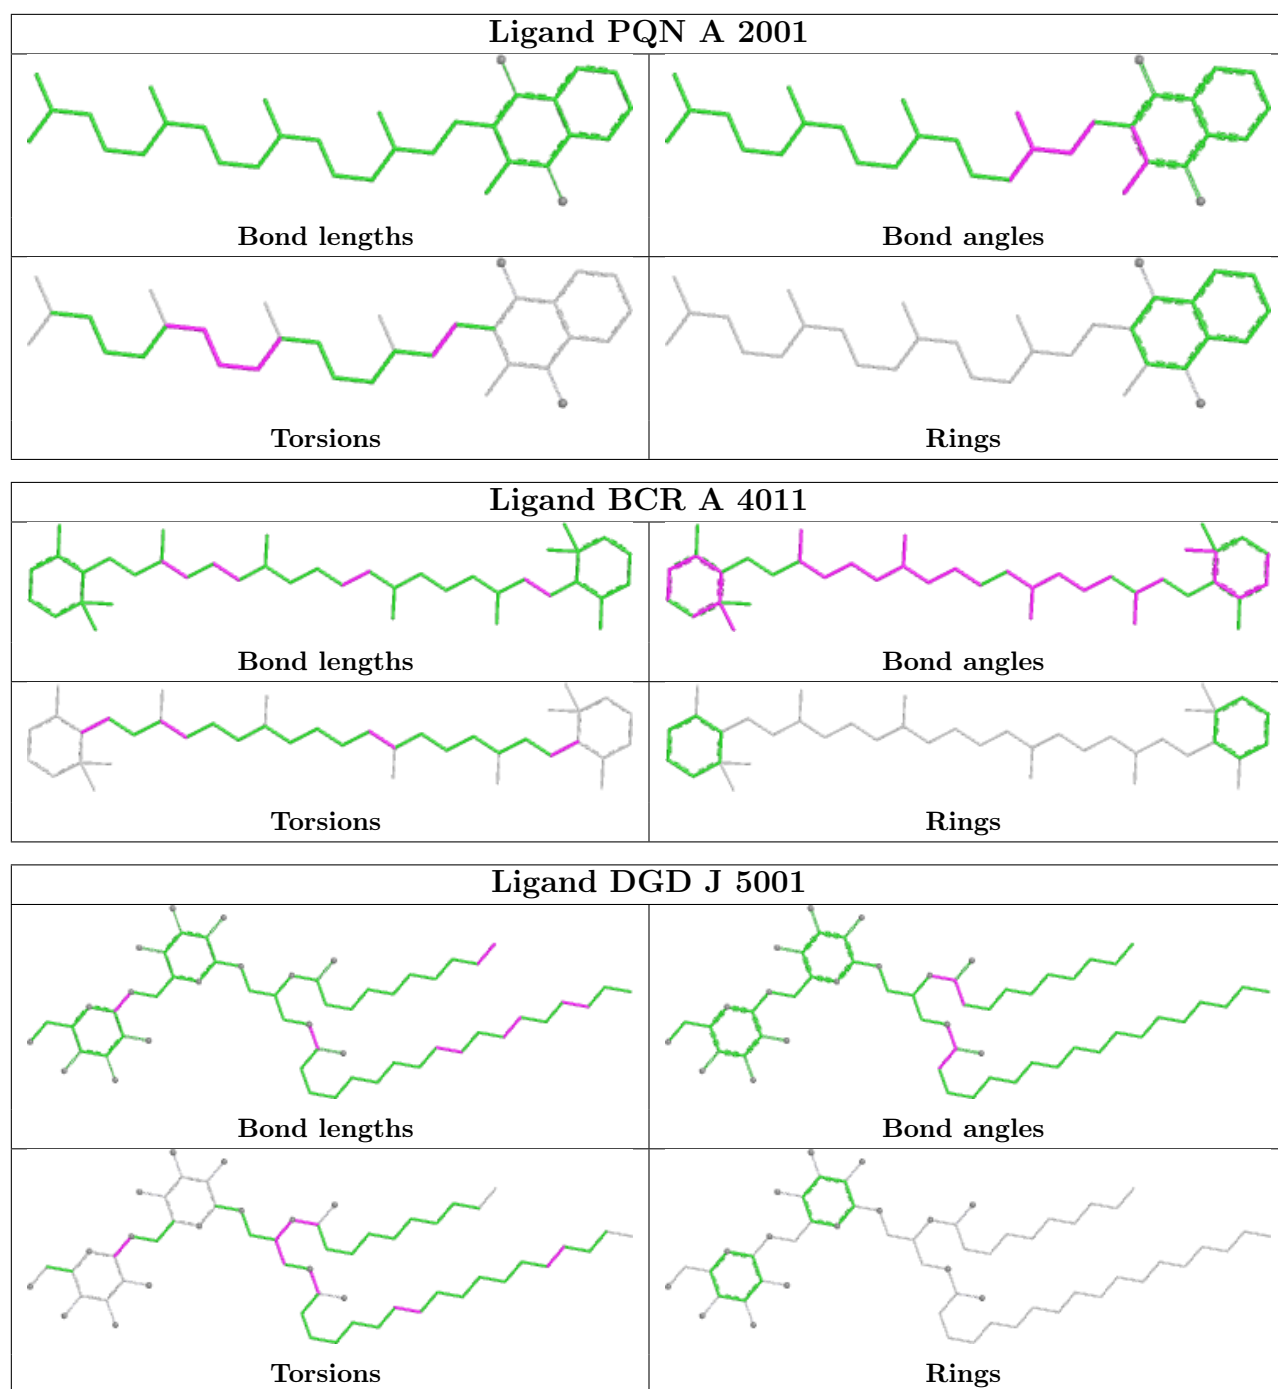 Ligand PQN A 2001
Bond lengths
Bond angles
Torsions
Rings
Ligand BCR A 4011
Bond lengths
Bond angles
Torsions
Rings
Ligand DGD J 5001
Bond lengths
Bond angles
Torsions
Rings